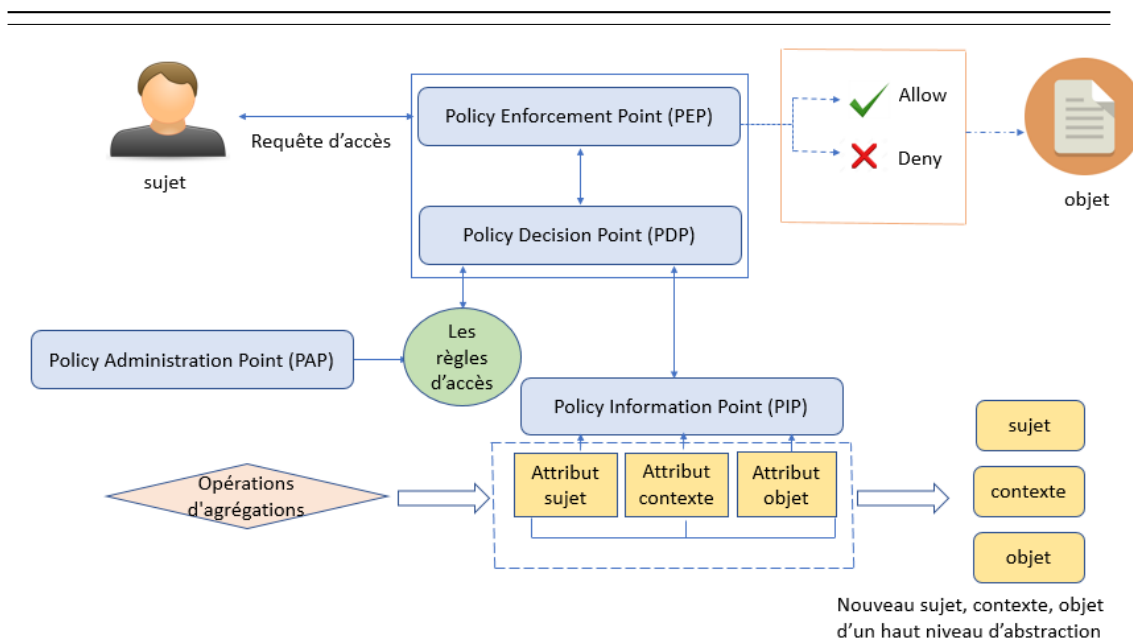 Policy Enforcement Point (PEP)
Allow
Deny
Requête d'accès
sujet
objet
Policy Decision Point (PDP)
Les
règles
d'accès
Policy Administration Point (PAP)
Policy Information Point (PIP)
Opérations
d'agrégations
Attribut
sujet
Attribut
contexte
Attribut
objet
sujet
contexte
objet
Nouveau sujet, contexte, objet
d'un haut niveau d'abstraction